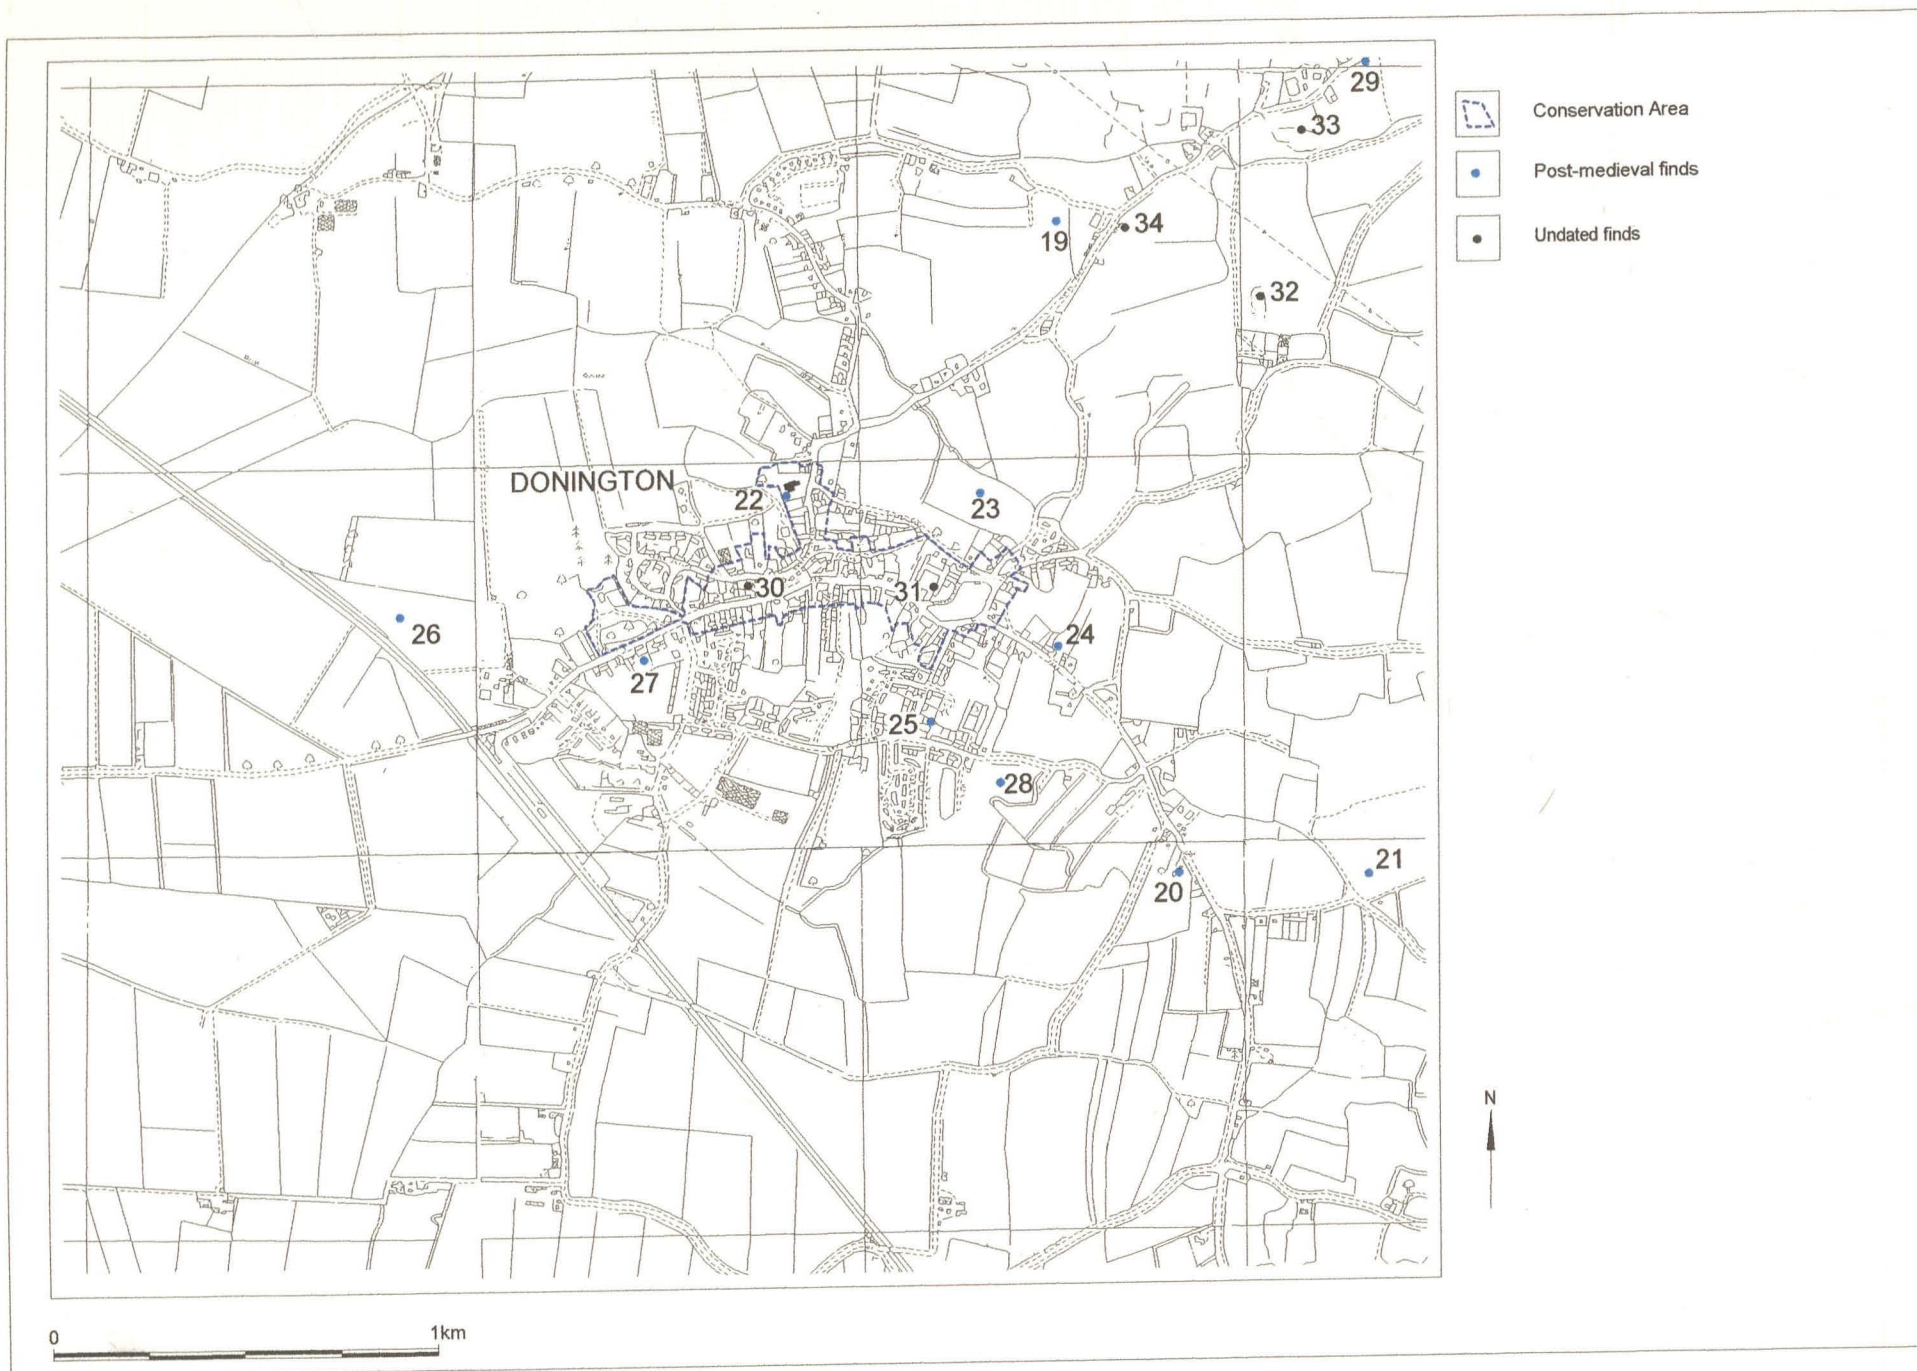 29
33
34
19
32
DONINGTON
22
23
30
31
26
24
27
25
28
21
20
Conservation Area
Post-medieval finds
Undated finds
N
0
1km